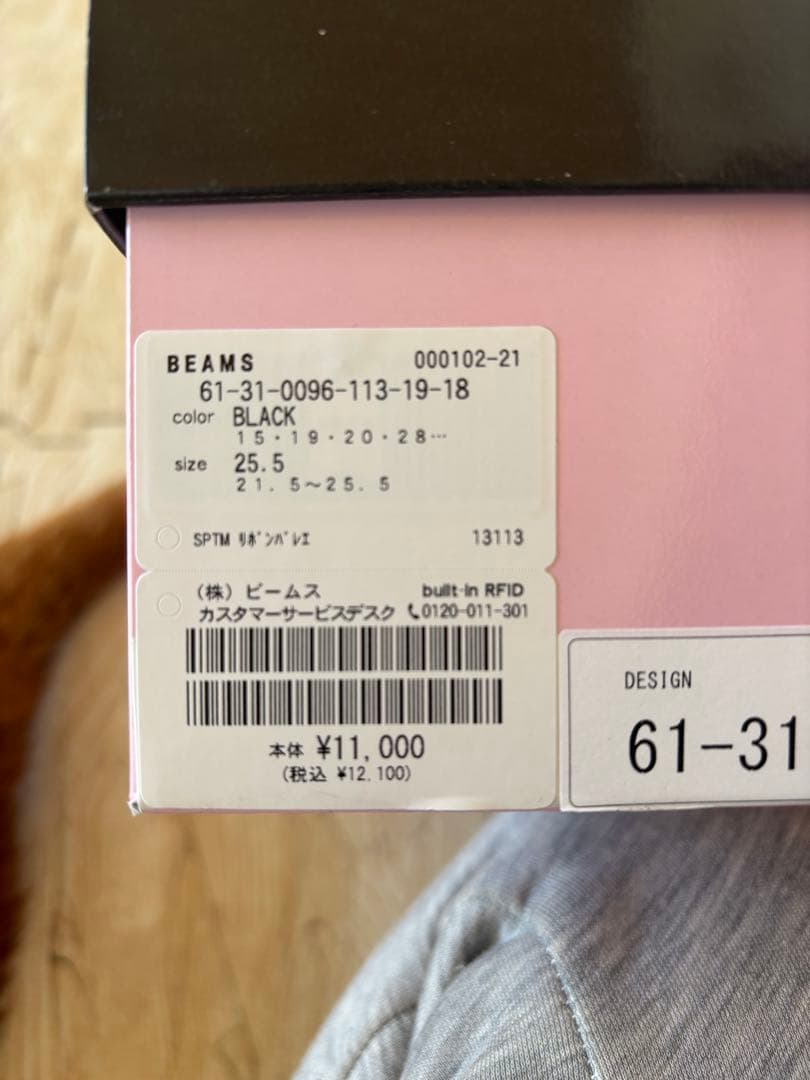 BEAMS 000102-21
61-31-0096-113-19-18
color BLACK
15・19・20・28…
size 25.5
21.5～25.5
SPTM ﾘﾎﾞﾝﾊﾞﾚｴ 13113
(株) ビームス built-in RFID
カスタマーサービスデスク 0120-011-301
本体 ¥11,000
(税込 ¥12,100)
DESIGN
61-31